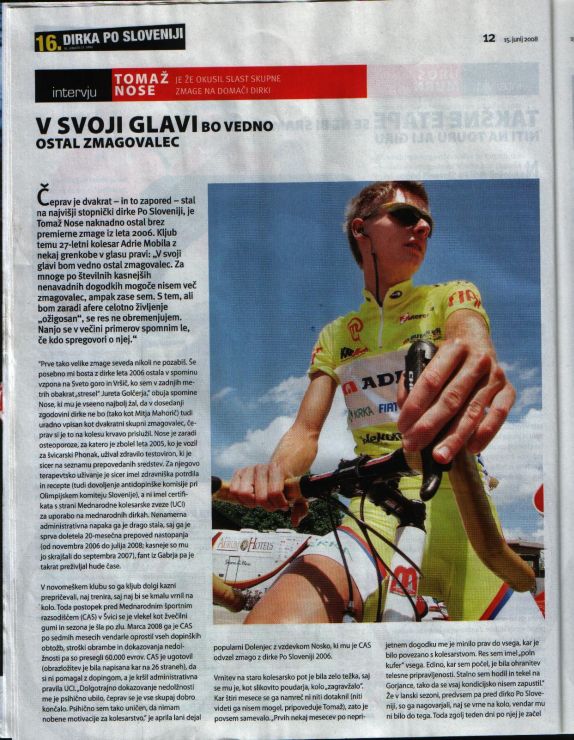 16. DIRKA PO SLOVENIJI
12 15. junij 2008
intervju
TOMAŽ NOSE
JE ŽE OKUSIL SLAST SKUPNE
ZMAGE NA DOMAČI DIRKI
V SVOJI GLAVI BO VEDNO
OSTAL ZMAGOVALEC
Čeprav je dvakrat – in to zapored – stal
na najvišji stopnički dirke Po Sloveniji, je
Tomaž Nose naknadno ostal brez
premierne zmage iz leta 2006. Kljub
temu 27-letni kolesar Adrie Mobila z
nekaj grenkobe v glasu pravi: „V svoji
glavi bom vedno ostal zmagovalec. Za
mnoge po številnih kasnejših
nenavadnih dogodkih mogoče nisem več
zmagovalec, ampak zase sem. S tem, ali
bom zaradi afere celotno življenje
„ožigosan“, se res ne obremenjujem.
Nanjo se v večini primerov spomnim le,
če kdo spregovori o njej.“
"Prve tako velike zmage seveda nikoli ne pozabiš. Še
posebno mi bosta z dirke leta 2006 ostala v spominu
vzpona na Sveto goro in Vršič, ko sem v zadnjih met-
rih obakrat „stresel“ Jureta Golčerja,“ obuja spomine
Nose, ki mu je vseeno najbolj žal, da v dosedanji
zgodovini dirke ne bo (tako kot Mitja Mahorič) tudi
uradno vpisan kot dvakratni skupni zmagovalec, če-
prav si je to na kolesu krvavo prislužil. Nose je zaradi
osteoporoze, za katero je zbolel leta 2005, ko je vozil
za švicarski Phonak, užival zdravilo testoviron, ki je
sicer na seznamu prepovedanih sredstev. Za njegovo
terapevtsko uživanje je sicer imel zdravniška potrdila
in recepte (tudi dovoljenje antidopinške komisije pri
Olimpijskem komiteju Slovenije), a ni imel certifikata
s strani Mednarodne kolesarske zveze (UCI)
za uporabo na mednarodnih dirkah. Nenamerna
administrativna napaka ga je drago stala, saj ga je
sprva doletela 20-mesečna prepoved nastopanja
(od novembra 2006 do julija 2008; kasneje so mu
jo skrajšali do septembra 2007), fant iz Gabrja pa je
takrat preživljal hude čase.
V novomeškem klubu so ga kljub dolgi kazni
prepričevali, naj trenira, saj naj bi se kmalu vrnil na
kolo. Toda postopek pred Mednarodnim športnim
razsodiščem (CAS) v Švici se je vlekel kot žvečilni
gumi in sezona je šla po zlu. Marca 2008 ga je CAS
po sedmih mesecih vendarle oprostil vseh dopinških
obtožb, stroški obrambe in dokazovanja nedol-
žnosti pa so presegli 60.000 evrov. CAS je ugotovil
(obrazložitev je bila napisana kar na 26 straneh), da
si ni pomagal z dopingom, a je kršil administrativna
pravila UCI. „Dolgotrajno dokazovanje nedolžnosti
me je psihično ubilo, čeprav se je vse skupaj dobro
končalo. Psihično sem tako uničen, da nimam
nobene motivacije za kolesarstvo,“ je aprila lani dejal
popularni Dolenjec z vzdevkom Nosko, ki mu je CAS
odvzel zmago z dirke Po Sloveniji 2006.
Vrnitev na staro kolesarsko pot je bila zelo težka, saj
se mu je, kot slikovito poudarja, kolo „zagravžalo“.
Kar štiri mesece se ga namreč ni niti dotaknil (niti
videti ga nisem mogel, pripoveduje Tomaž), zato je
povsem samevalo. „Prvih nekaj mesecev po nepri-
jetnem dogodku me je minilo prav do vsega, kar je
bilo povezano s kolesarstvom. Res sem imel „poln
kufer“ vsega. Edino, kar sem počel, je bila ohranitev
telesne pripravljenosti. Stalno sem hodil in tekel na
Gorjance, tako da se vsaj kondicijsko nisem zapustil.“
Že v lanski sezoni, predvsem pa pred dirko Po Slove-
niji, so ga nagovarjali, naj se vrne na kolo, vendar mu
ni bilo do tega. Toda zgolj teden dni po njej je začel
ADRIA
KRKA
FIAT
ADRIA HOTELS